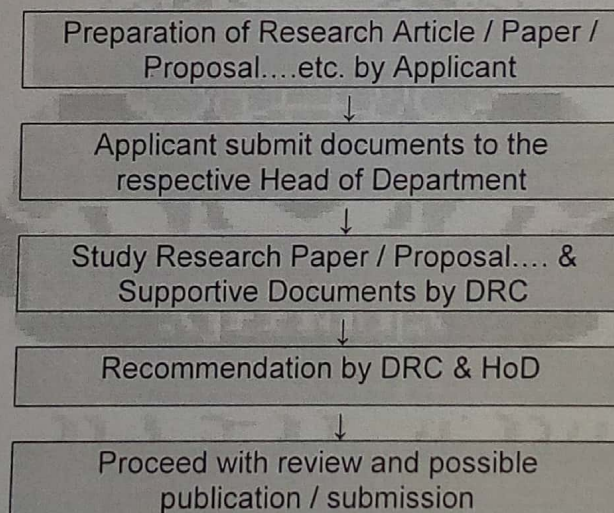 Preparation of Research Article / Paper /
Proposal....etc. by Applicant
↓
Applicant submit documents to the
respective Head of Department
↓
Study Research Paper / Proposal.... &
Supportive Documents by DRC
↓
Recommendation by DRC & HoD
↓
Proceed with review and possible
publication / submission